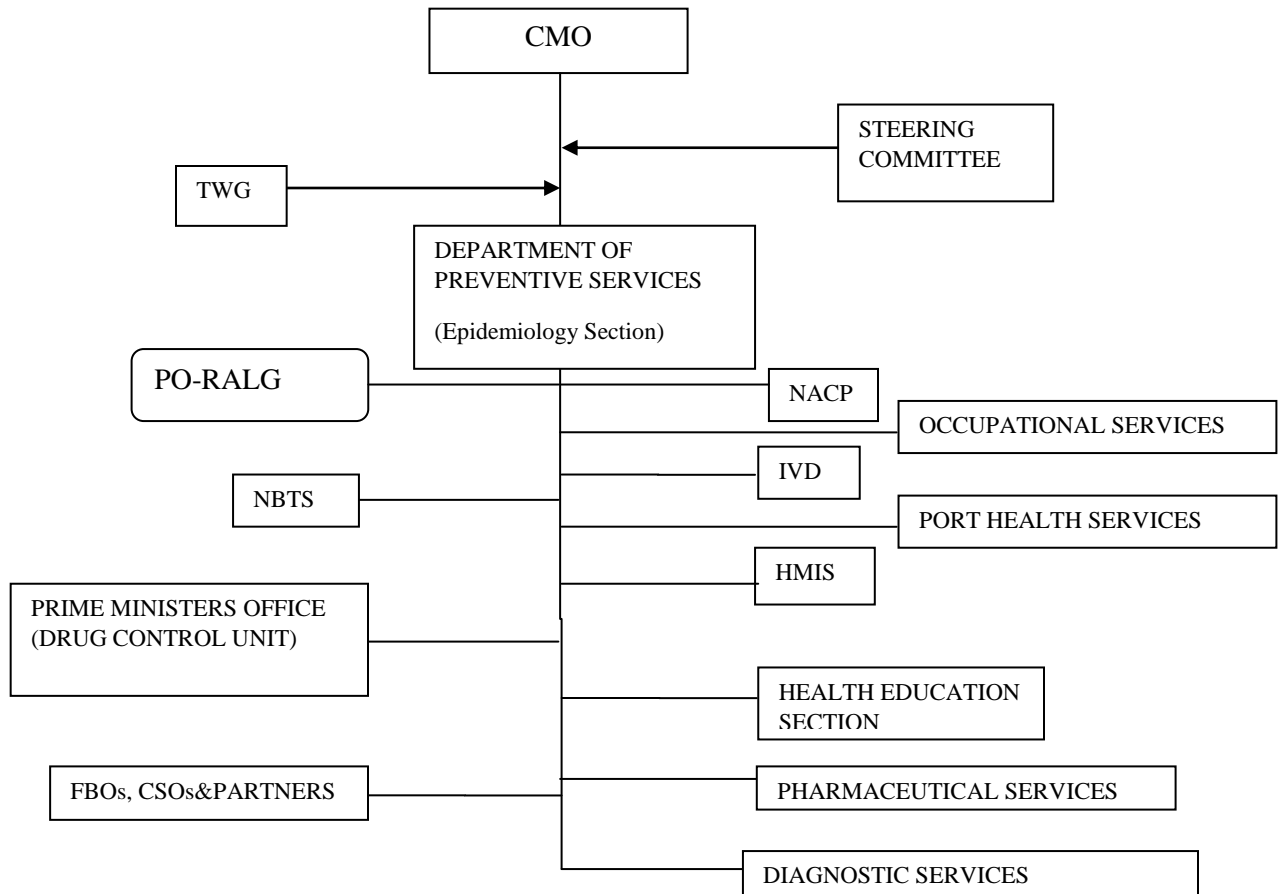 CMO
STEERING
COMMITTEE
TWG
DEPARTMENT OF
PREVENTIVE SERVICES
(Epidemiology Section)
PO-RALG
NACP
OCCUPATIONAL SERVICES
IVD
NBTS
PORT HEALTH SERVICES
HMIS
PRIME MINISTERS OFFICE
(DRUG CONTROL UNIT)
HEALTH EDUCATION
SECTION
FBOs, CSOs&PARTNERS
PHARMACEUTICAL SERVICES
DIAGNOSTIC SERVICES